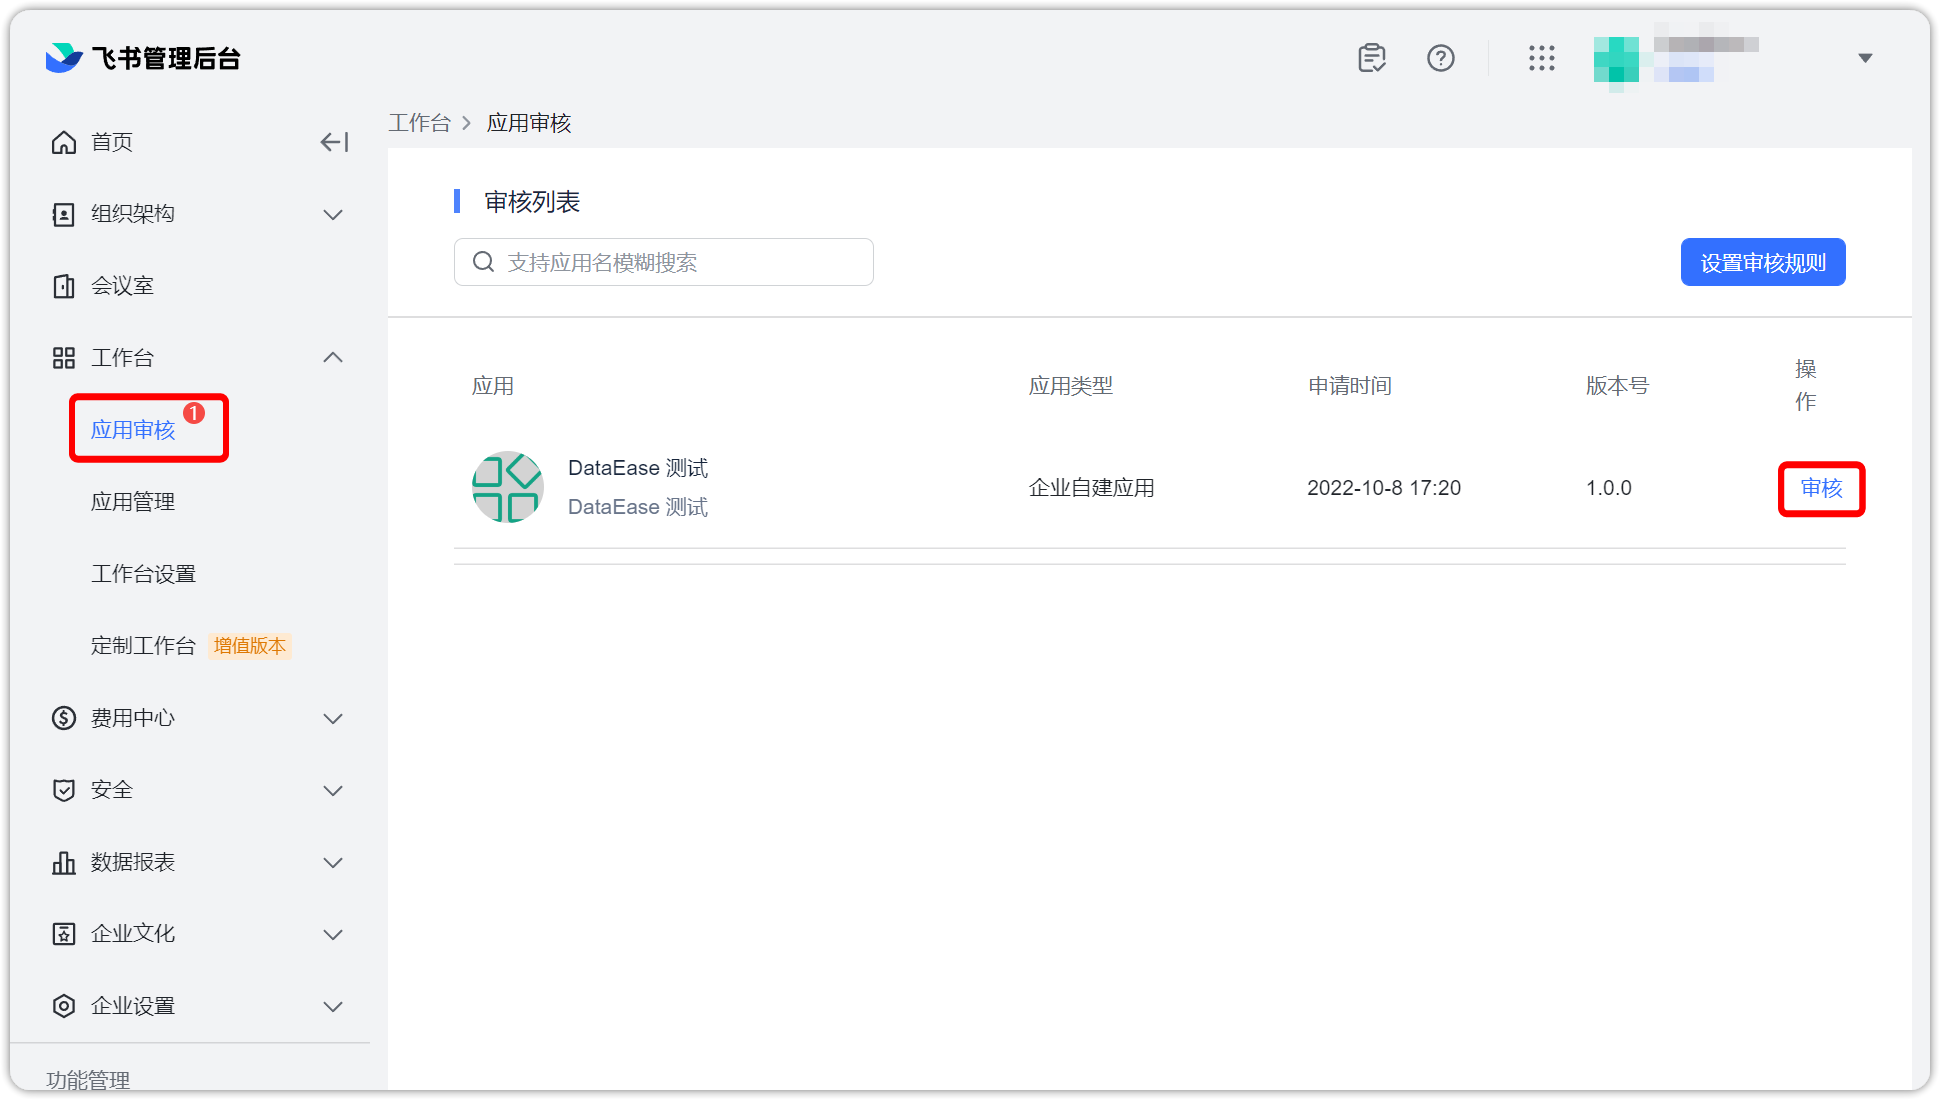 飞书管理后台
首页
组织架构
会议室
工作台
应用审核 1
应用管理
工作台设置
定制工作台 增值版本
费用中心
安全
数据报表
企业文化
企业设置
功能管理
工作台 > 应用审核
审核列表
支持应用名模糊搜索
设置审核规则
应用 应用类型 申请时间 版本号 操作
DataEase 测试 企业自建应用 2022-10-8 17:20 1.0.0 审核
DataEase 测试